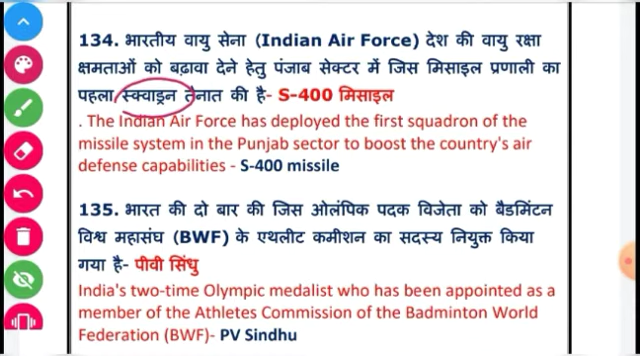 134. भारतीय वायु सेना (Indian Air Force) देश की वायु रक्षा
क्षमताओं को बढ़ावा देने हेतु पंजाब सेक्टर में जिस मिसाइल प्रणाली का
पहला स्क्वाड्रन तैनात की है- S-400 मिसाइल
. The Indian Air Force has deployed the first squadron of the
missile system in the Punjab sector to boost the country's air
defense capabilities - S-400 missile
135. भारत की दो बार की जिस ओलंपिक पदक विजेता को बैडमिंटन
विश्व महासंघ (BWF) के एथलीट कमीशन का सदस्य नियुक्त किया
गया है- पीवी सिंधु
India's two-time Olympic medalist who has been appointed as a
member of the Athletes Commission of the Badminton World
Federation (BWF)- PV Sindhu